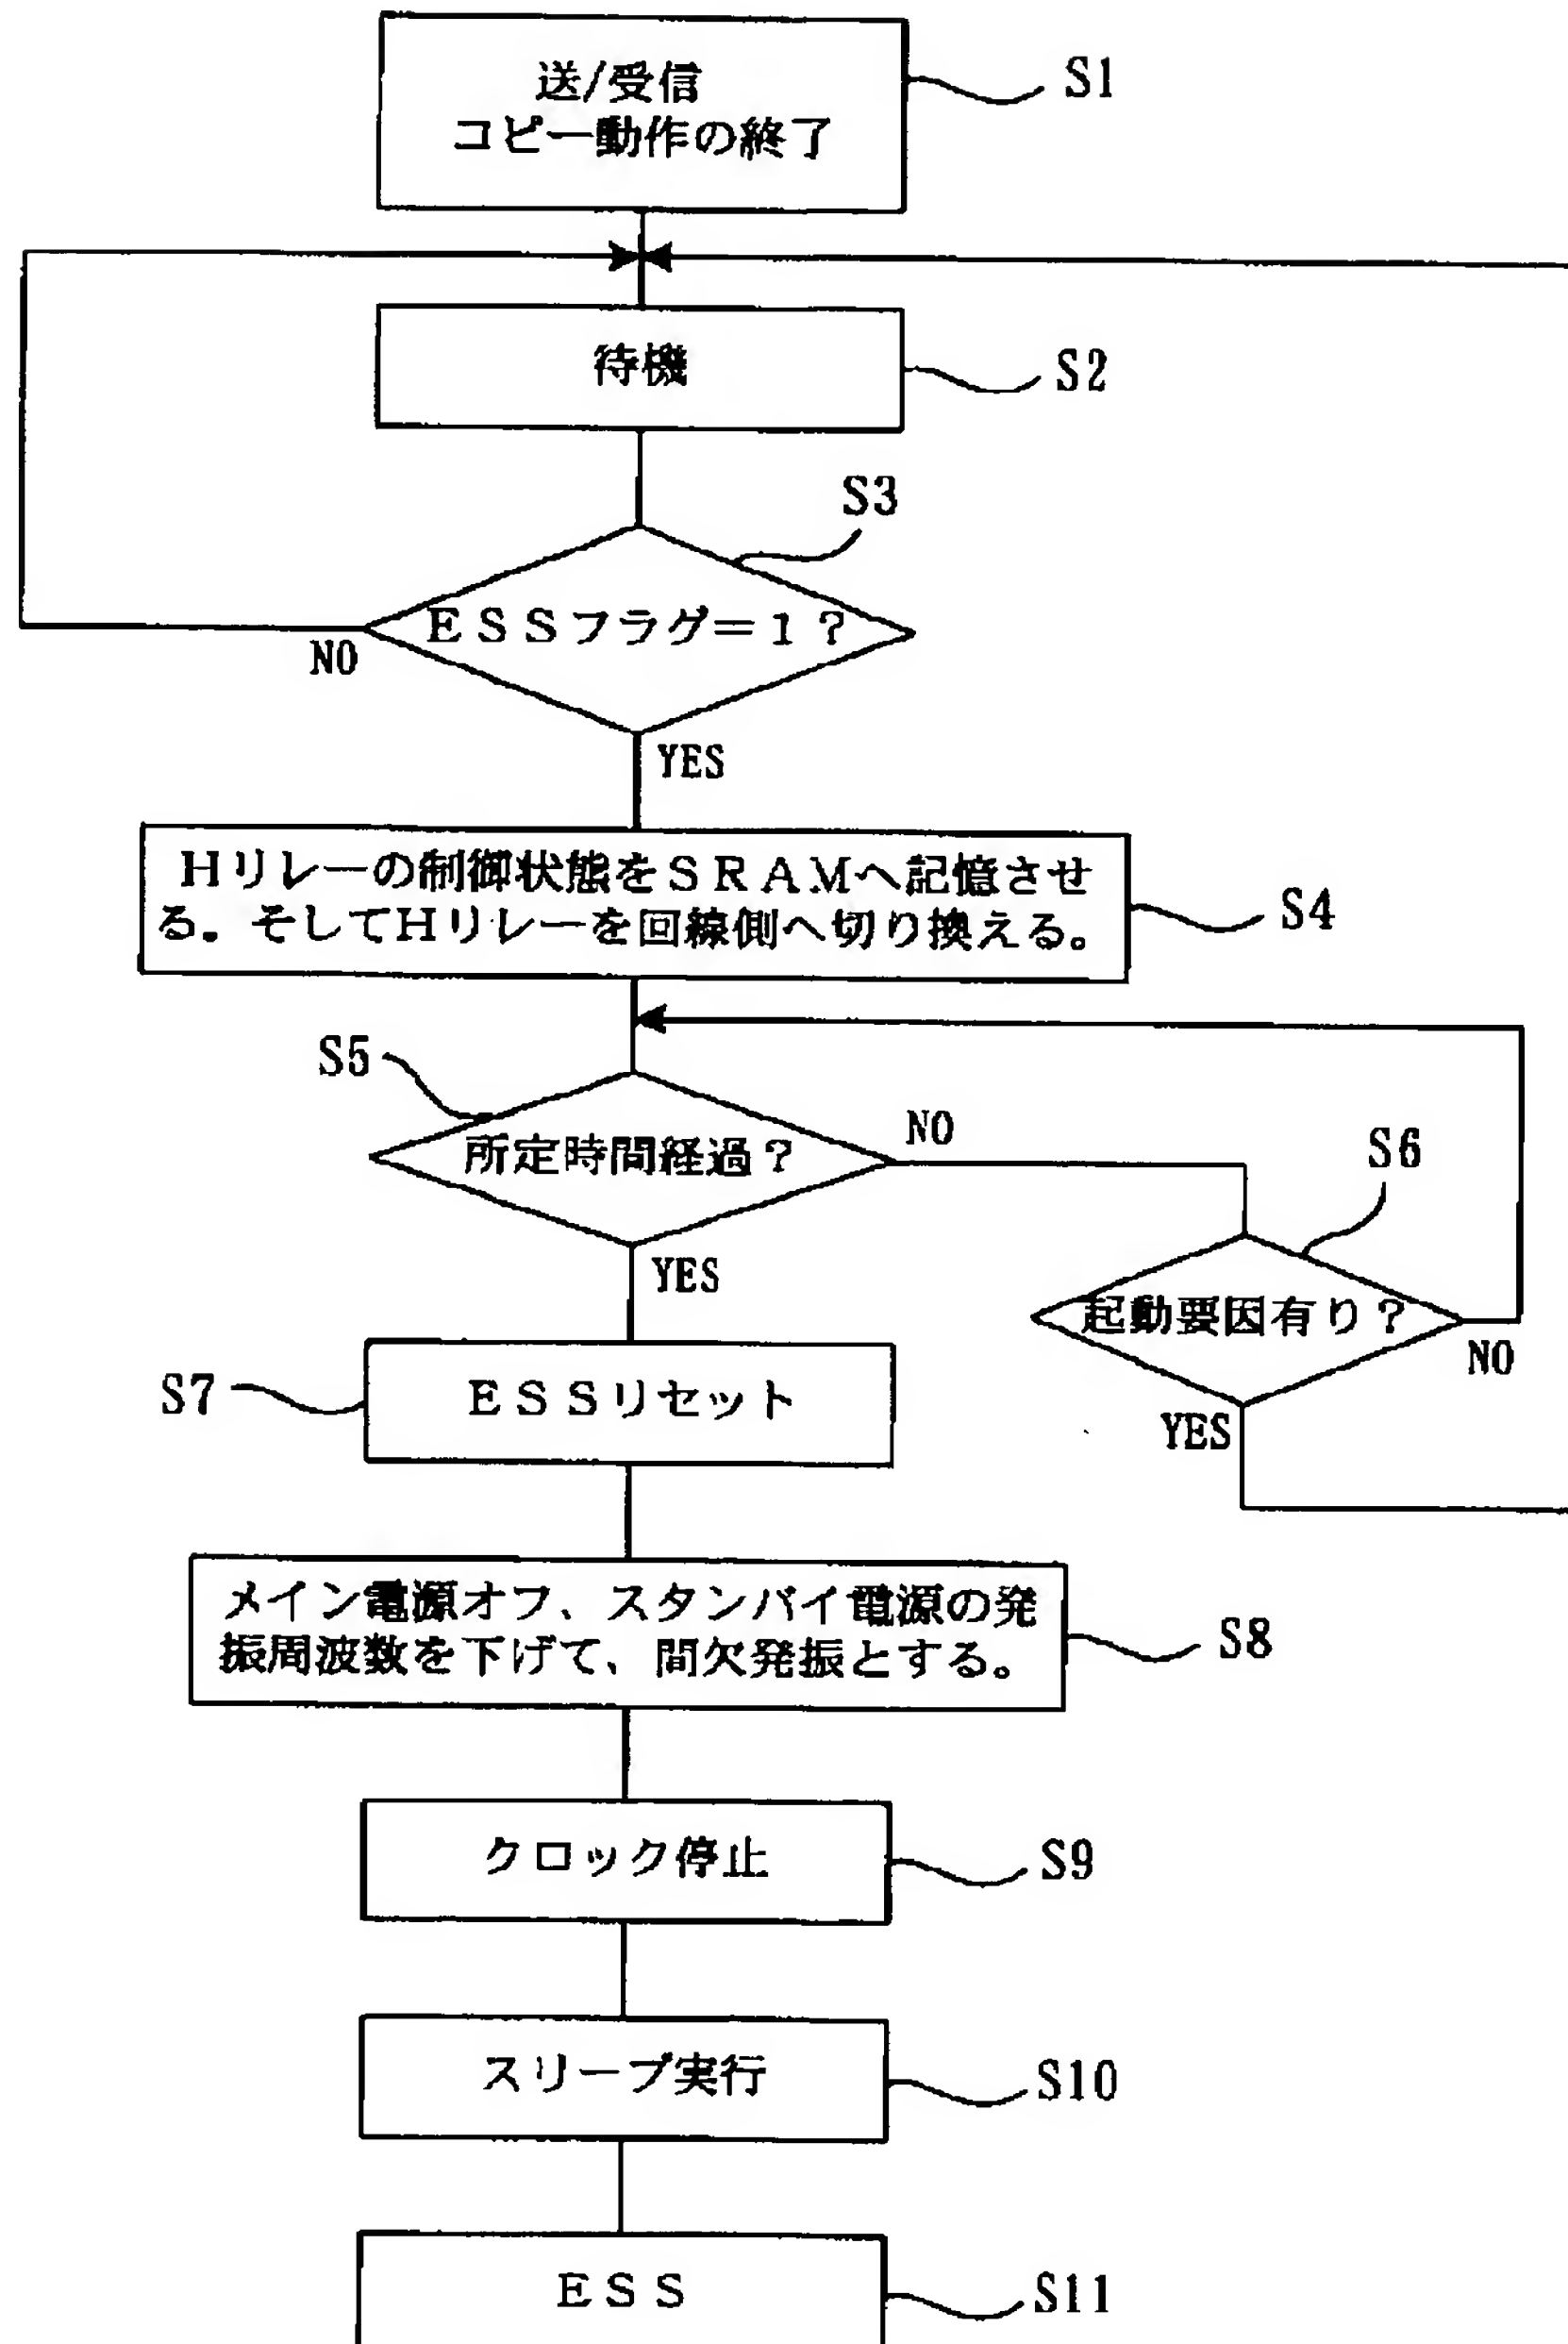 送/受信
コピー動作の終了
S1
待機
S2
S3
ESSフラグ=1?
NO
YES
Hリレーの制御状態をSRAMへ記憶させ
る。そしてHリレーを回線側へ切り換える。
S4
S5
所定時間経過?
NO
YES
S6
起動要因有り?
NO
YES
S7
ESSリセット
メイン電源オフ、スタンバイ電源の発
振周波数を下げて、間欠発振とする。
S8
クロック停止
S9
スリープ実行
S10
ESS
S11